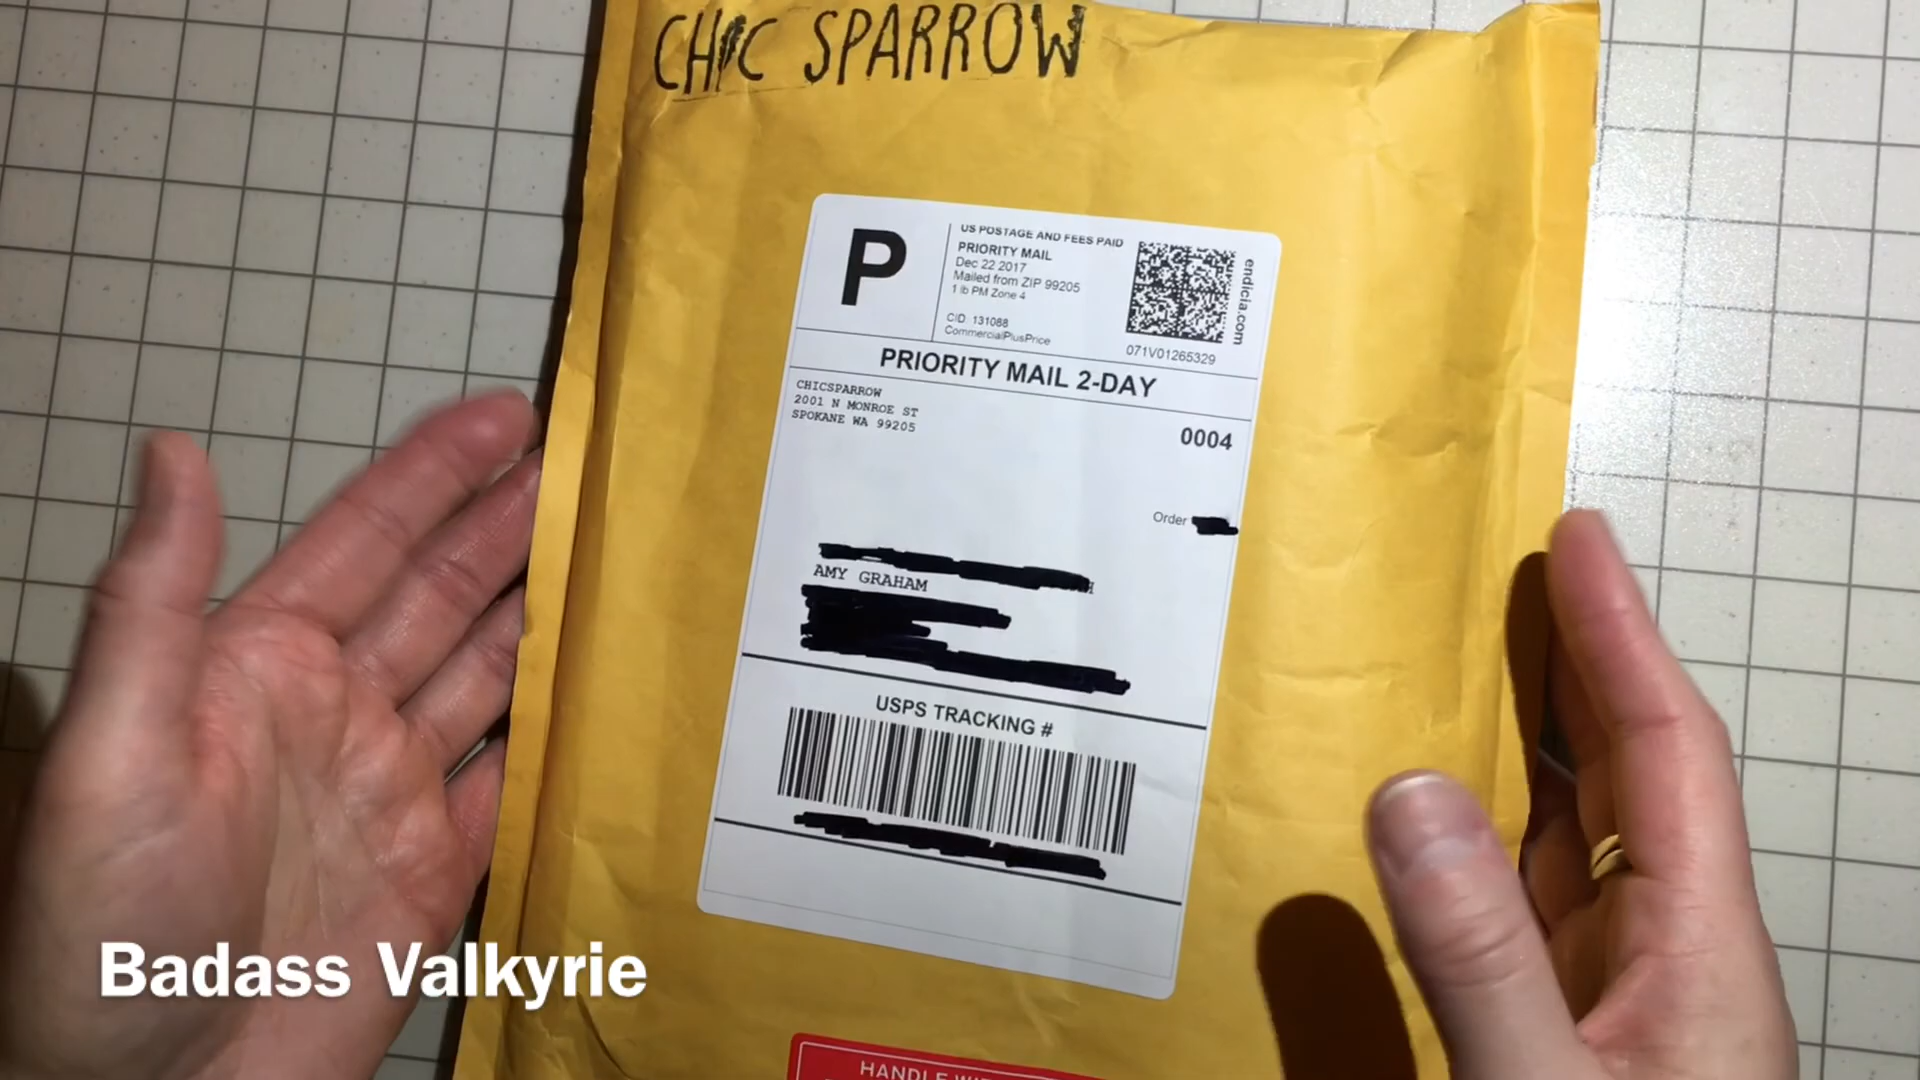 CHIC SPARROW
P
US POSTAGE AND FEES PAID
PRIORITY MAIL
Dec 22 2017
Mailed from ZIP 99205
1 lb PM Zone 4
CID 131088
CommercialPlusPrice
endicia.com
071V01265329
PRIORITY MAIL 2-DAY
CHICSPARROW
2001 N MONROE ST
SPOKANE WA 99205
0004
Order
AMY GRAHAM
USPS TRACKING #
Badass Valkyrie
HANDLE